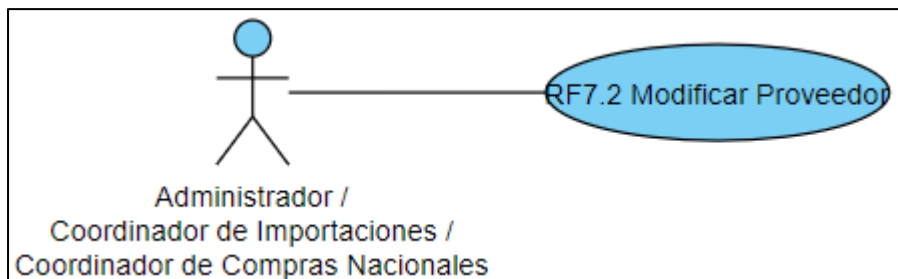 RF7.2 Modificar Proveedor
Administrador /
Coordinador de Importaciones /
Coordinador de Compras Nacionales